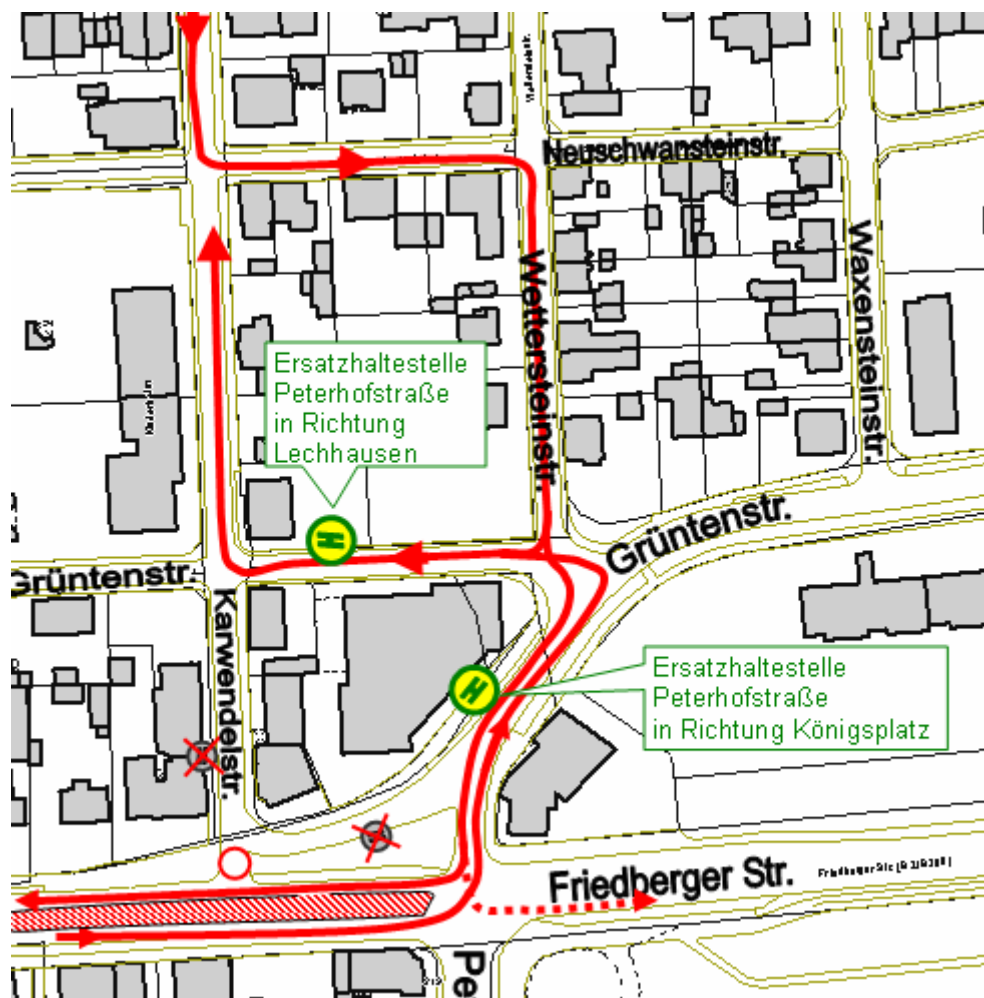 Neuschwansteinstr.
Wettersteinstr.
Waxensteinstr.
Ersatzhaltestelle
Peterhofstraße
in Richtung
Lechhausen
H
Grüntenstr.
Grüntenstr.
Karwendelstr.
H
Ersatzhaltestelle
Peterhofstraße
in Richtung Königsplatz
Friedberger Str.
Pe